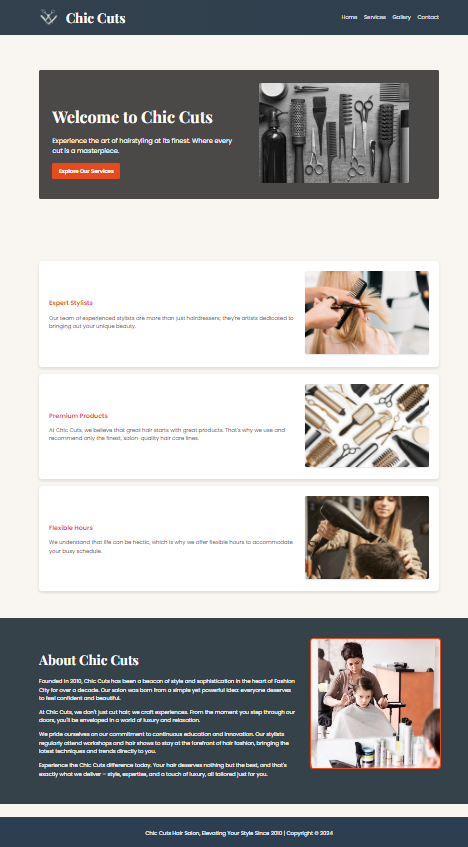 Chic Cuts
Home Services Gallery Contact
Welcome to Chic Cuts
Experience the art of hairstyling at its finest. Where every
cut is a masterpiece.
Explore Our Services
Expert Stylists
Our team of experienced stylists are more than just hairdressers; they're artists dedicated to
bringing out your unique beauty.
Premium Products
At Chic Cuts, we believe that great hair starts with great products. That's why we use and
recommend only the finest, salon-quality hair care lines.
Flexible Hours
We understand that life can be hectic, which is why we offer flexible hours to accommodate
your busy schedule.
About Chic Cuts
Founded in 2010, Chic Cuts has been a beacon of style and sophistication in the heart of Fashion
City for over a decade. Our salon was born from a simple yet powerful idea: everyone deserves
to feel confident and beautiful.
At Chic Cuts, we don't just cut hair; we craft experiences. From the moment you step through our
doors, you'll be enveloped in a world of luxury and relaxation.
We pride ourselves on our commitment to continuous education and innovation. Our stylists
regularly attend workshops and hair shows to stay at the forefront of hair fashion, bringing the
latest techniques and trends directly to you.
Experience the Chic Cuts difference today. Your hair deserves nothing but the best, and that's
exactly what we deliver – style, expertise, and a touch of luxury, all tailored just for you.
Chic Cuts Hair Salon, Elevating Your Style Since 2010 | Copyright © 2024